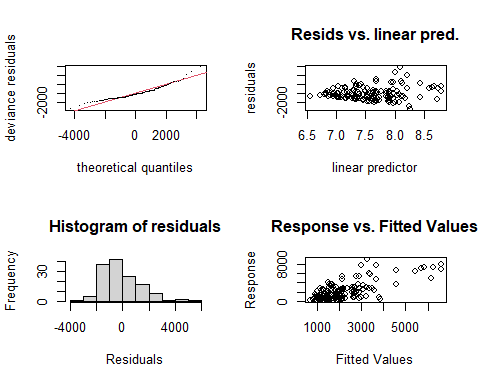 deviance residuals
-2000
-4000 0 2000
theoretical quantiles
Resids vs. linear pred.
residuals
-2000
6.5 7.0 7.5 8.0 8.5
linear predictor
Histogram of residuals
Frequency
0 30
-4000 0 4000
Residuals
Response vs. Fitted Values
Response
0 8000
1000 3000 5000
Fitted Values